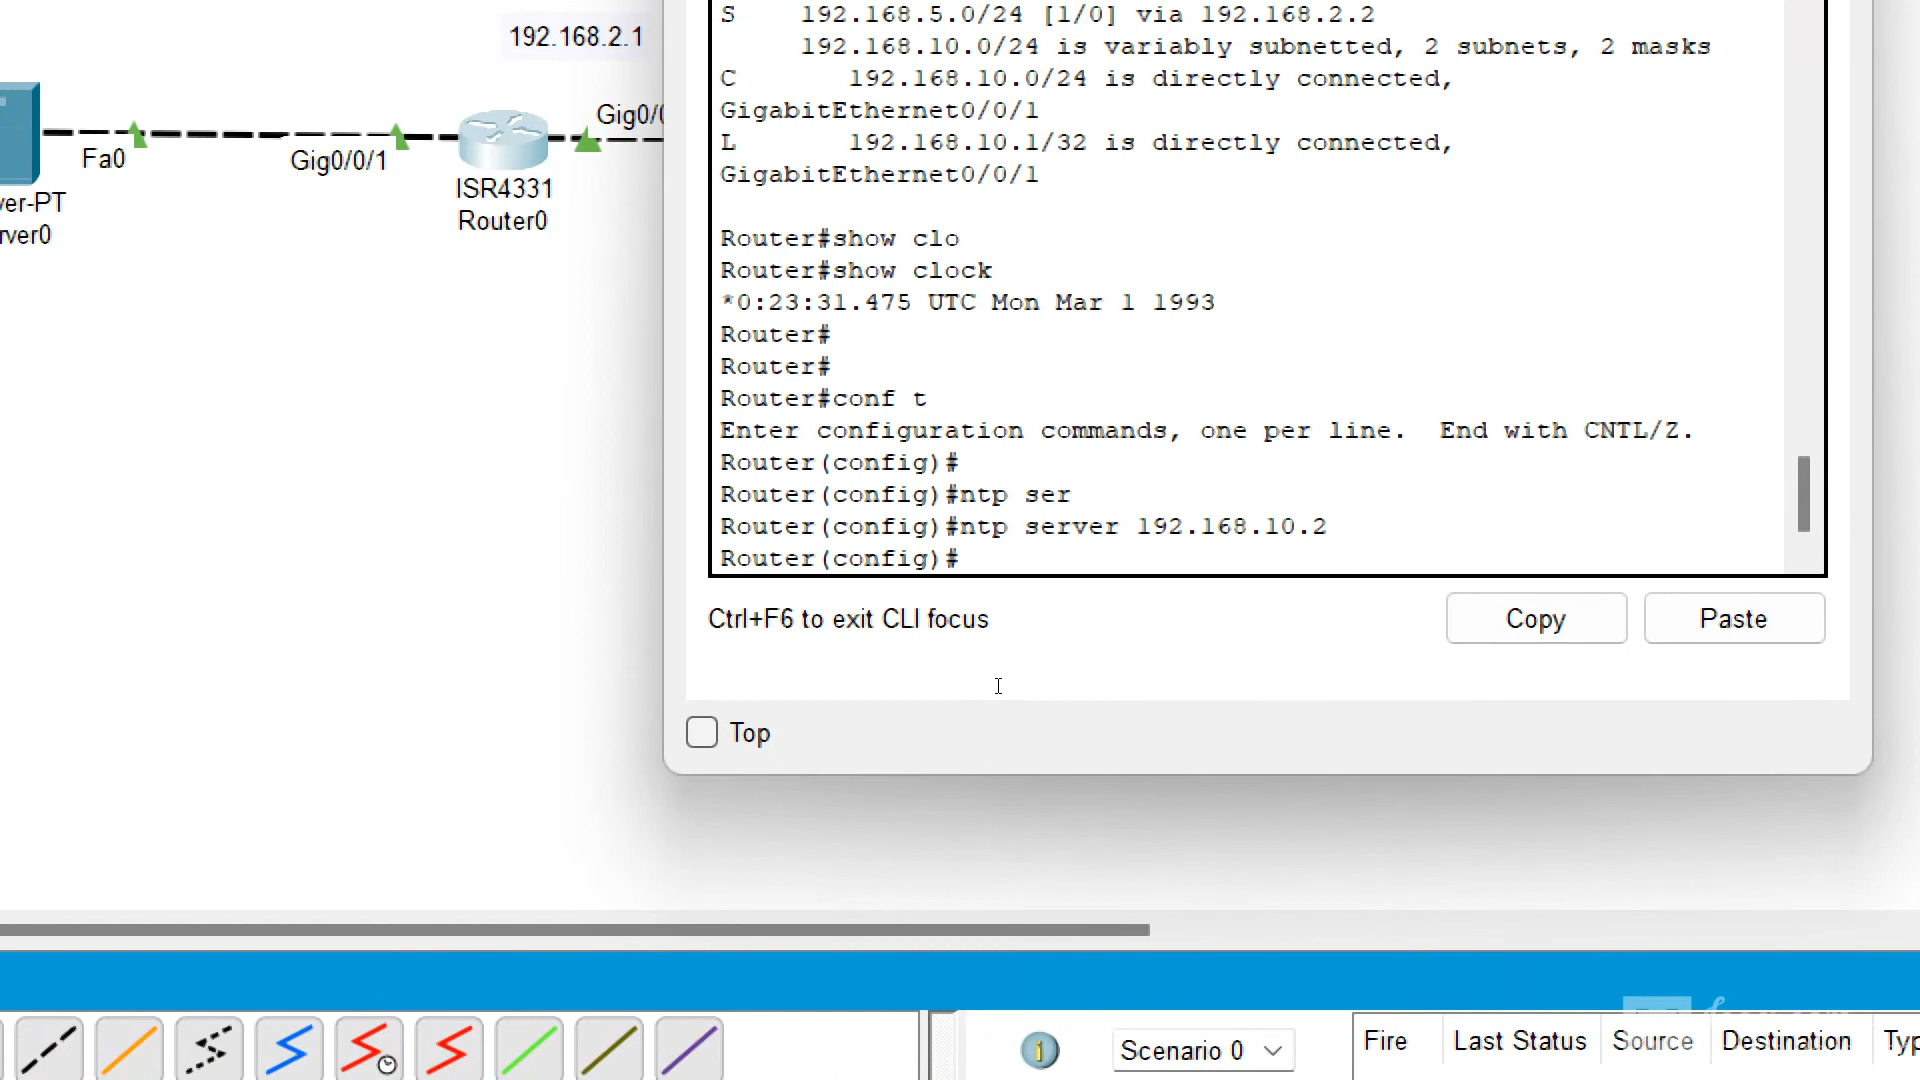 192.168.2.1
Gig0/0
Fa0
Gig0/0/1
ISR4331
Router0
ver-PT
rver0
S 192.168.5.0/24 [1/0] via 192.168.2.2
192.168.10.0/24 is variably subnetted, 2 subnets, 2 masks
C 192.168.10.0/24 is directly connected,
GigabitEthernet0/0/1
L 192.168.10.1/32 is directly connected,
GigabitEthernet0/0/1
Router#show clo
Router#show clock
*0:23:31.475 UTC Mon Mar 1 1993
Router#
Router#
Router#conf t
Enter configuration commands, one per line. End with CNTL/Z.
Router(config)#
Router(config)#ntp ser
Router(config)#ntp server 192.168.10.2
Router(config)#
Ctrl+F6 to exit CLI focus
Copy
Paste
Top
Scenario 0
Fire Last Status Source Destination Typ